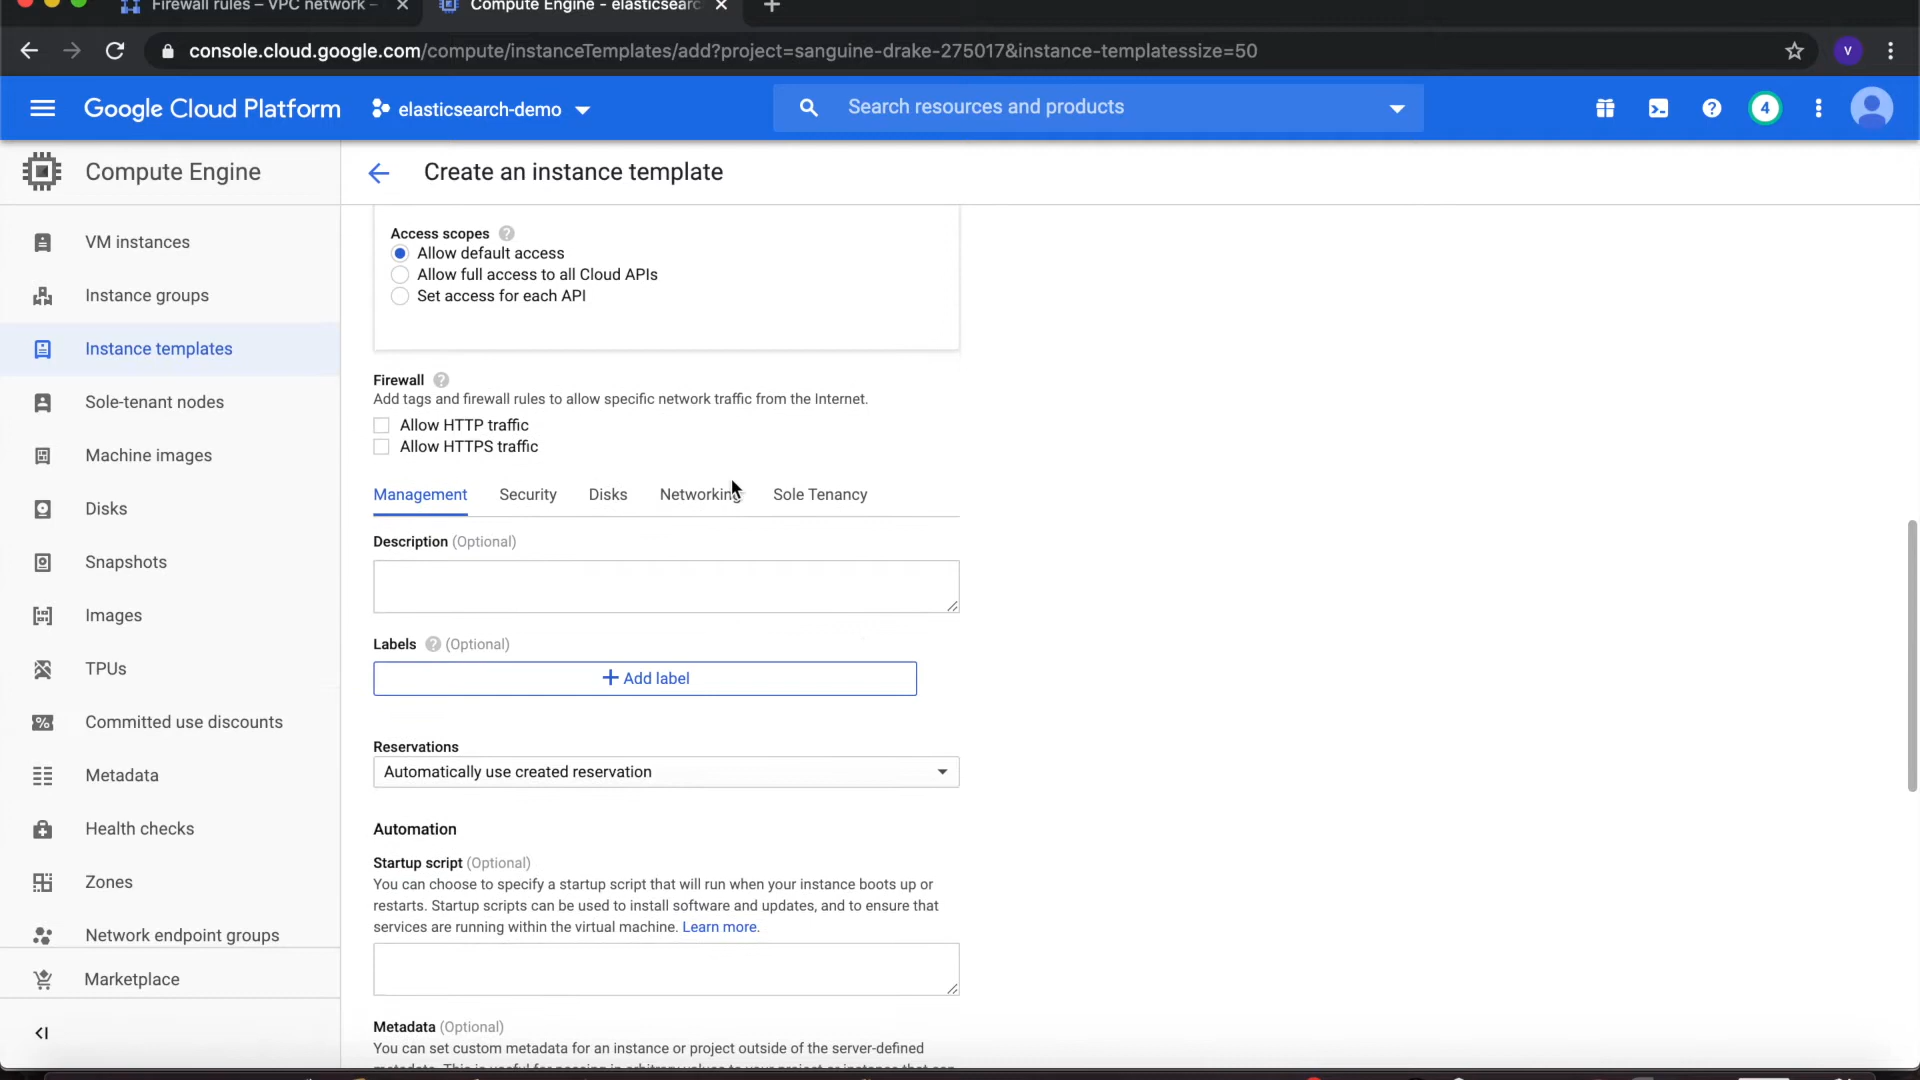 Firewall rules – VPC network –
Compute Engine - elasticsearc
console.cloud.google.com/compute/instanceTemplates/add?project=sanguine-drake-275017&instance-templatessize=50
V
Google Cloud Platform
elasticsearch-demo
Search resources and products
4
Compute Engine
Create an instance template
VM instances
Instance groups
Instance templates
Sole-tenant nodes
Machine images
Disks
Snapshots
Images
TPUs
Committed use discounts
Metadata
Health checks
Zones
Network endpoint groups
Marketplace
Access scopes
Allow default access
Allow full access to all Cloud APIs
Set access for each API
Firewall
Add tags and firewall rules to allow specific network traffic from the Internet.
Allow HTTP traffic
Allow HTTPS traffic
Management Security Disks Networking Sole Tenancy
Description (Optional)
Labels (Optional)
+ Add label
Reservations
Automatically use created reservation
Automation
Startup script (Optional)
You can choose to specify a startup script that will run when your instance boots up or
restarts. Startup scripts can be used to install software and updates, and to ensure that
services are running within the virtual machine. Learn more.
Metadata (Optional)
You can set custom metadata for an instance or project outside of the server-defined